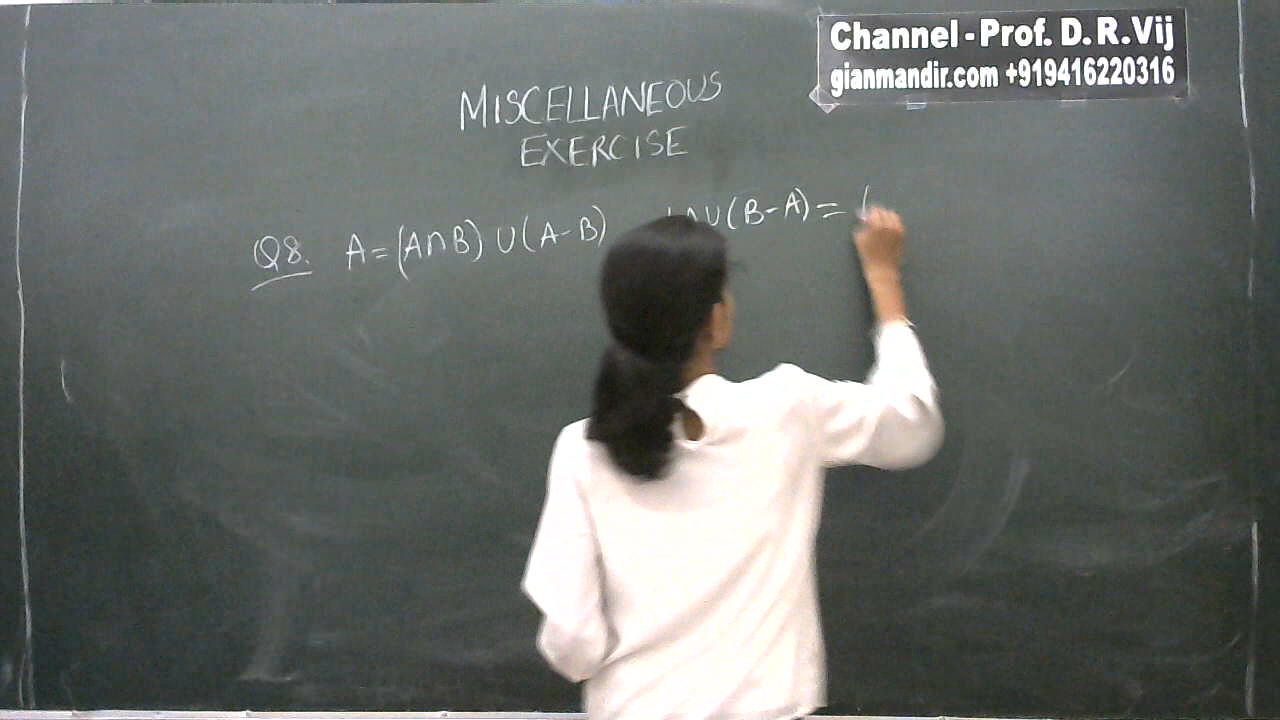 Channel - Prof. D. R. Vij
gianmandir.com +919416220316
MISCELLANEOUS
EXERCISE
Q8. A = (A∩B) ∪ (A-B) A∪(B-A) = (